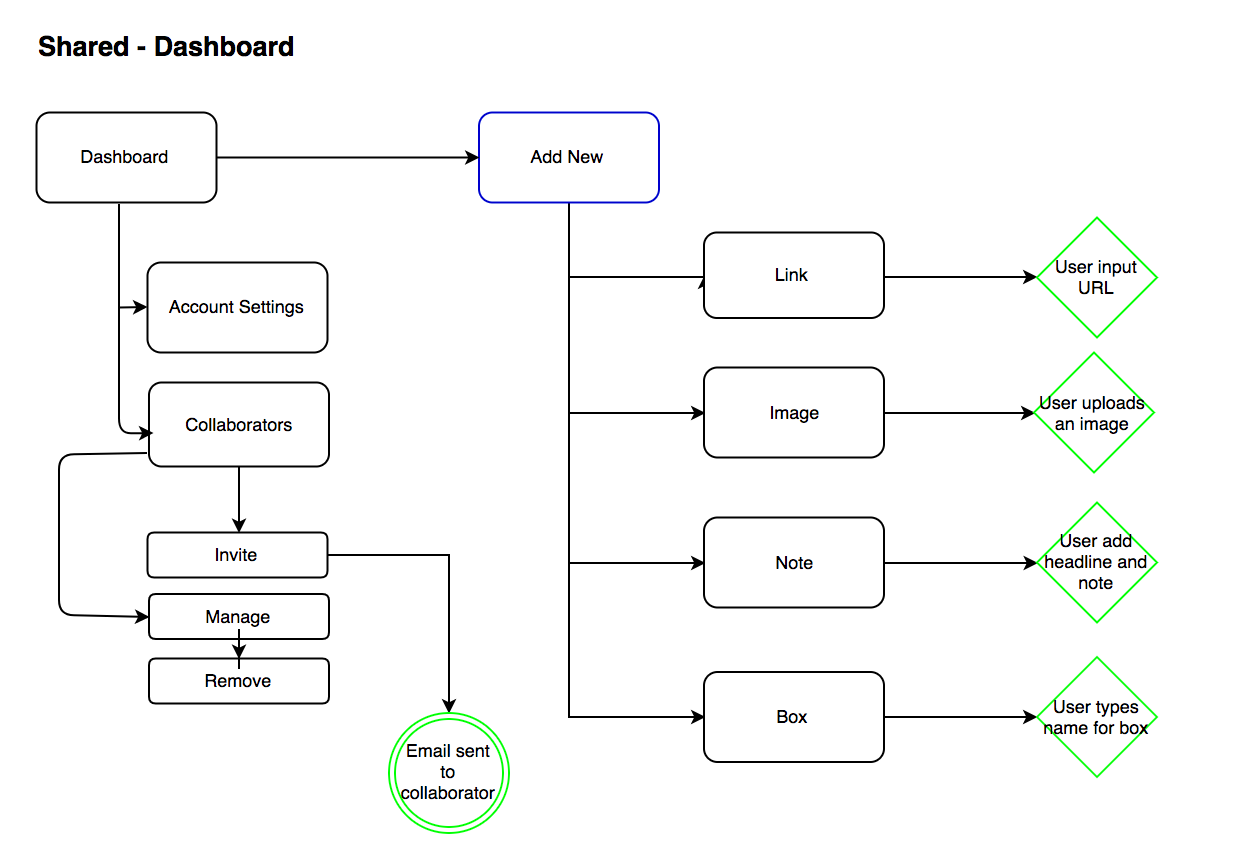 Shared - Dashboard
Dashboard
Add New
Account Settings
Collaborators
Invite
Manage
Remove
Email sent
to
collaborator
Link
User input
URL
Image
User uploads
an image
Note
User add
headline and
note
Box
User types
name for box